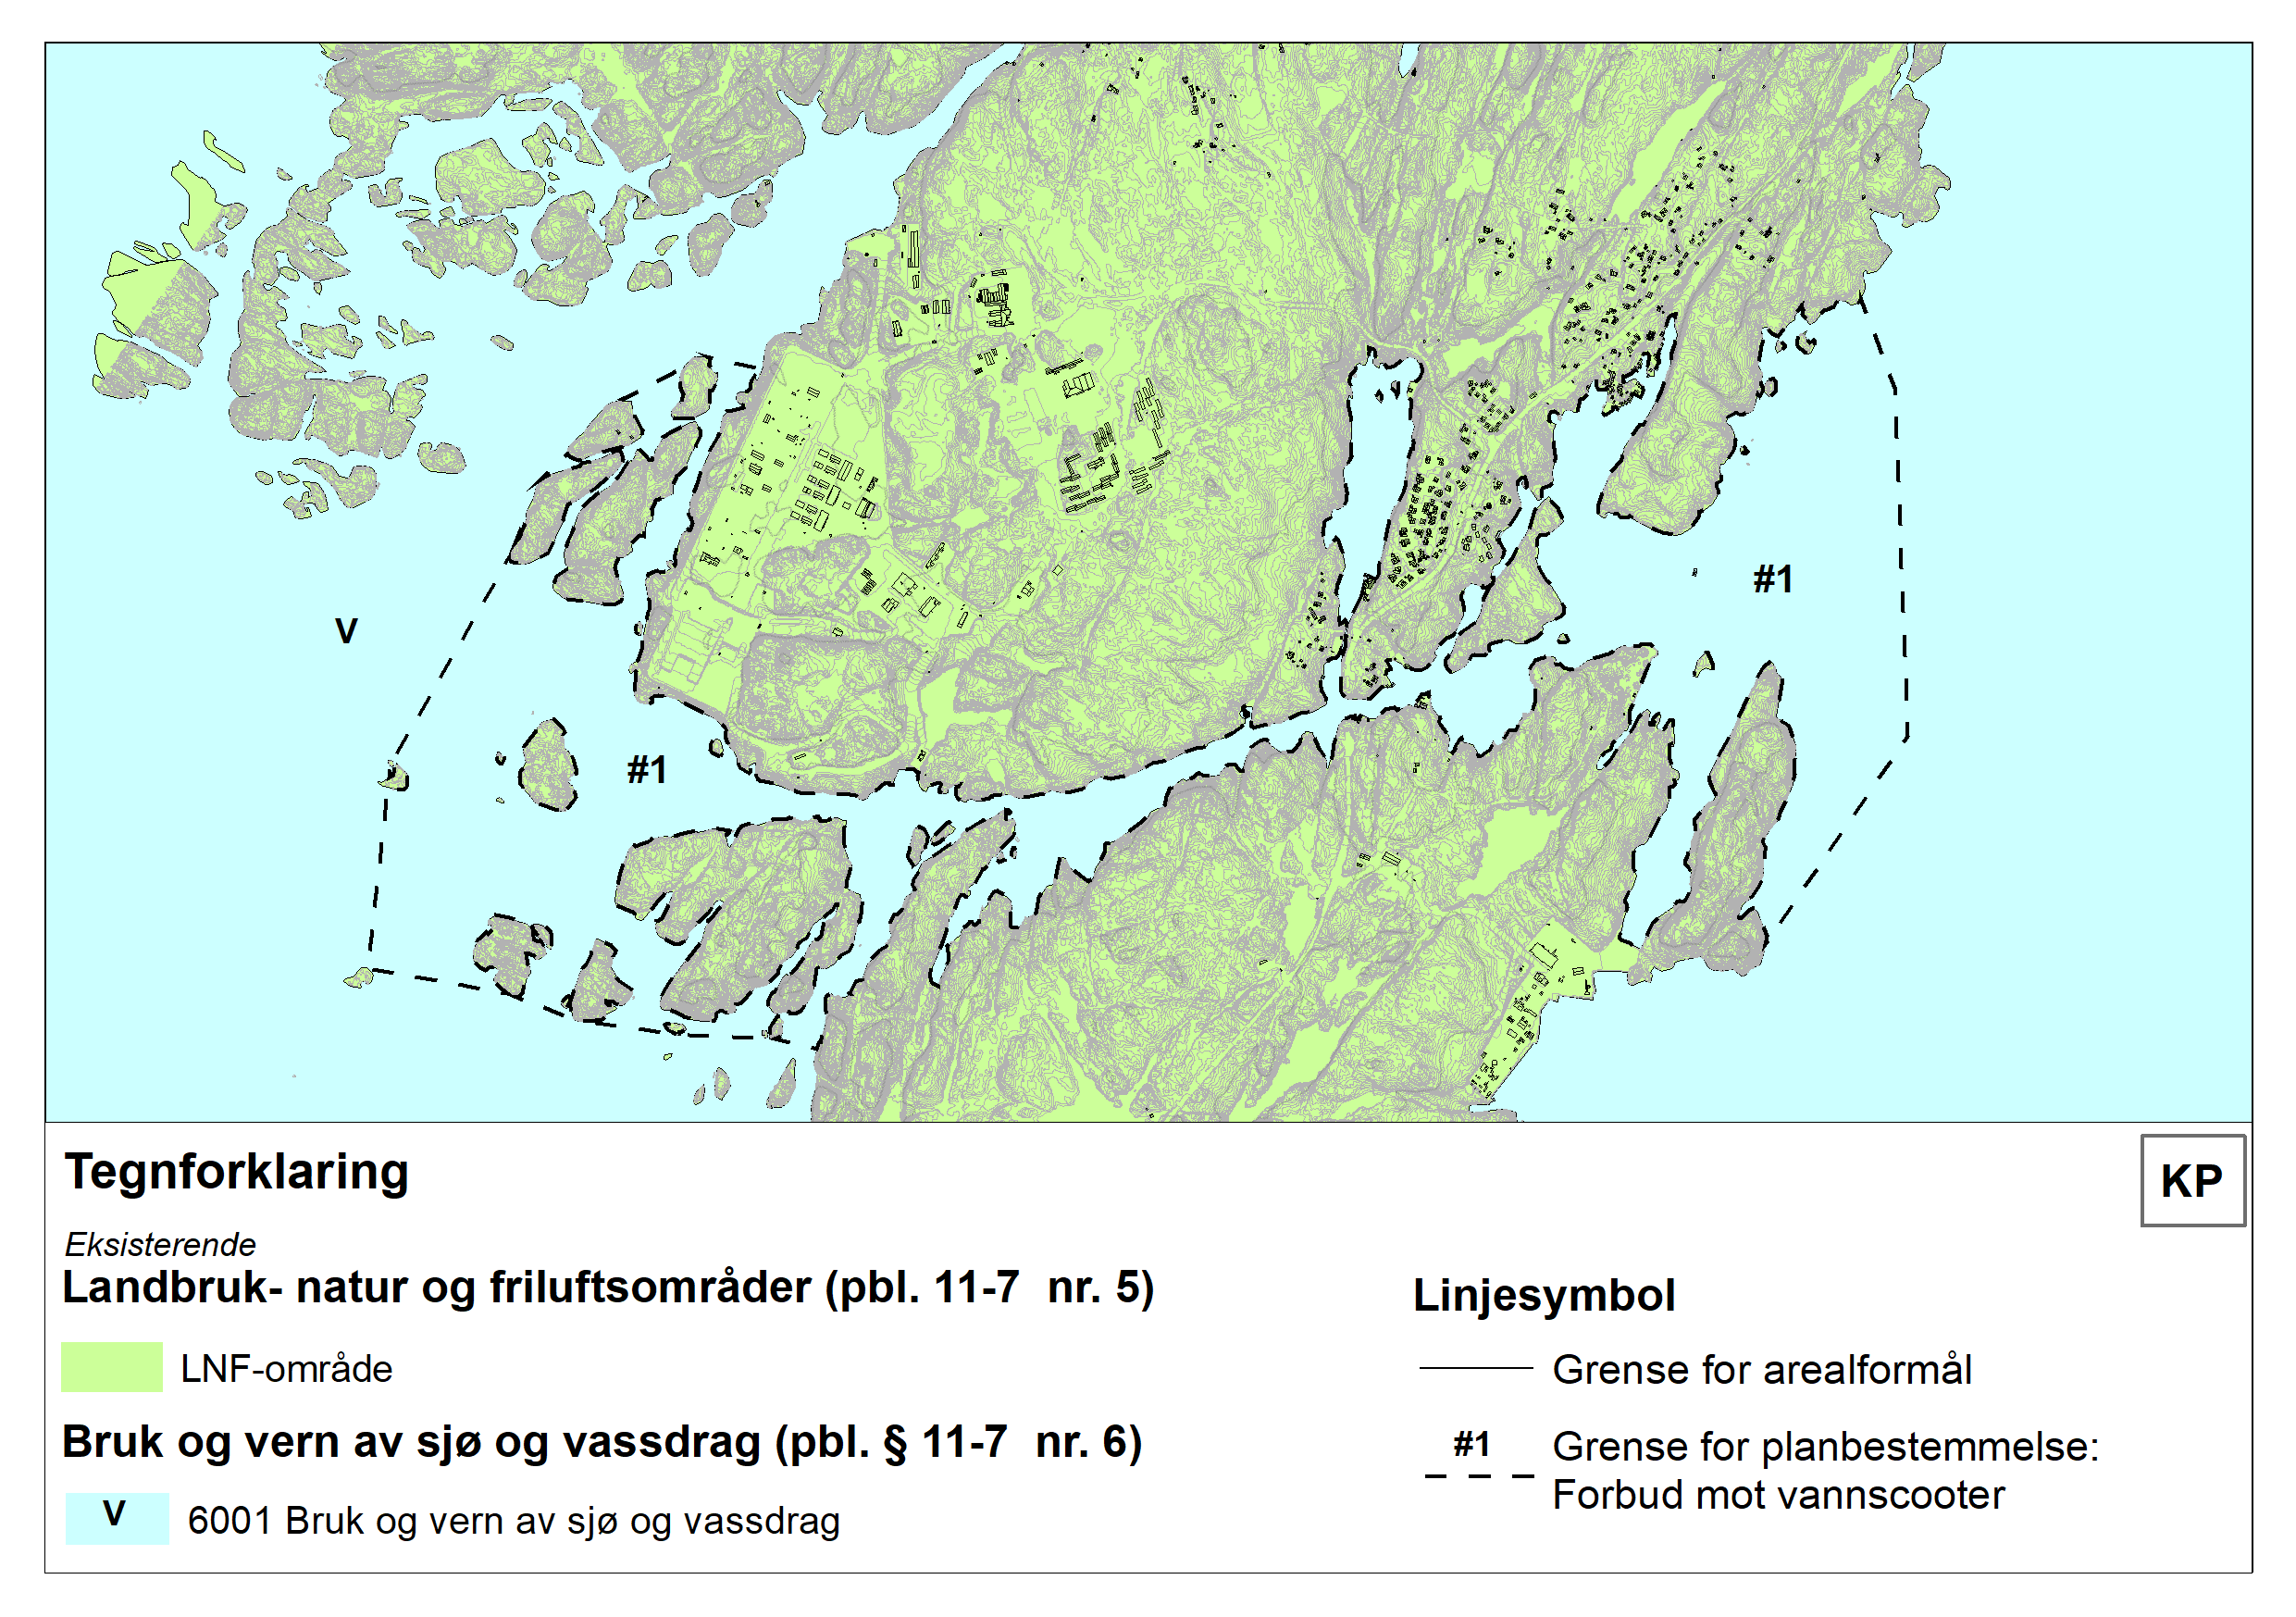 #1
V
#1
Tegnforklaring
KP
Eksisterende
Landbruk- natur og friluftsområder (pbl. 11-7  nr. 5)
LNF-område
Bruk og vern av sjø og vassdrag (pbl. § 11-7  nr. 6)
V
6001 Bruk og vern av sjø og vassdrag
Linjesymbol
Grense for arealformål
#1
Grense for planbestemmelse:
Forbud mot vannscooter